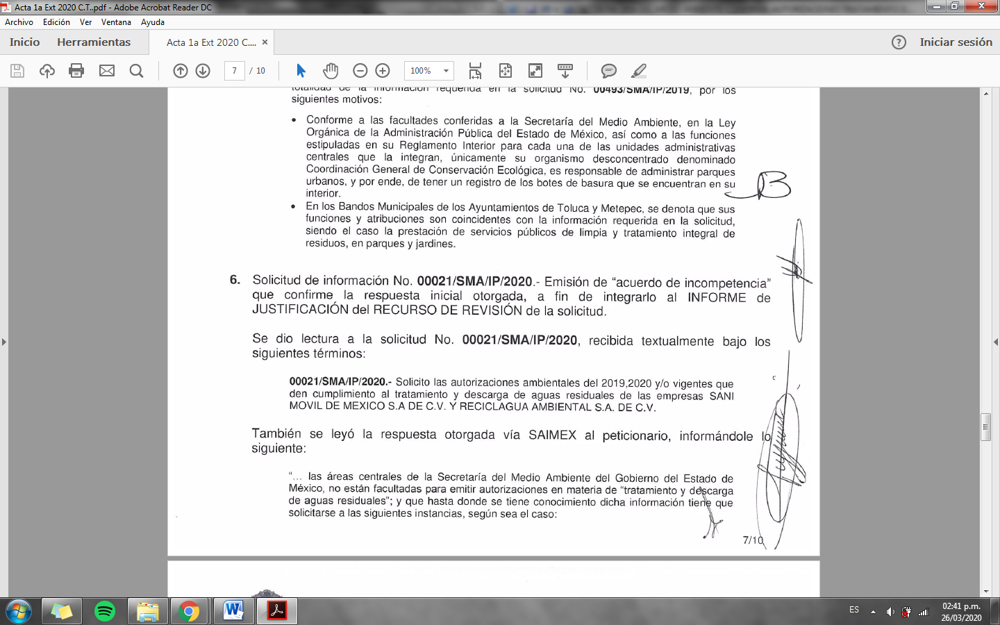 Acta 1a Ext 2020 C.T..pdf - Adobe Acrobat Reader DC
Archivo Edición Ver Ventana Ayuda
Inicio Herramientas Acta 1a Ext 2020 C.... × Iniciar sesión
7 / 10 100%
totalidad de la información requerida en la solicitud No. 00493/SMA/IP/2019, por los
siguientes motivos:
• Conforme a las facultades conferidas a la Secretaría del Medio Ambiente, en la Ley
Orgánica de la Administración Pública del Estado de México, así como a las funciones
estipuladas en su Reglamento Interior para cada una de las unidades administrativas
centrales que la integran, únicamente su organismo desconcentrado denominado
Coordinación General de Conservación Ecológica, es responsable de administrar parques
urbanos, y por ende, de tener un registro de los botes de basura que se encuentran en su
interior.
• En los Bandos Municipales de los Ayuntamientos de Toluca y Metepec, se denota que sus
funciones y atribuciones son coincidentes con la información requerida en la solicitud,
siendo el caso la prestación de servicios públicos de limpia y tratamiento integral de
residuos, en parques y jardines.
6. Solicitud de información No. 00021/SMA/IP/2020.- Emisión de “acuerdo de incompetencia”
que confirme la respuesta inicial otorgada, a fin de integrarlo al INFORME de
JUSTIFICACIÓN del RECURSO DE REVISIÓN de la solicitud.
Se dio lectura a la solicitud No. 00021/SMA/IP/2020, recibida textualmente bajo los
siguientes términos:
00021/SMA/IP/2020.- Solicito las autorizaciones ambientales del 2019,2020 y/o vigentes que
den cumplimiento al tratamiento y descarga de aguas residuales de las empresas SANI
MOVIL DE MEXICO S.A DE C.V. Y RECICLAGUA AMBIENTAL S.A. DE C.V.
También se leyó la respuesta otorgada vía SAIMEX al peticionario, informándole lo
siguiente:
“... las áreas centrales de la Secretaría del Medio Ambiente del Gobierno del Estado de
México, no están facultadas para emitir autorizaciones en materia de “tratamiento y descarga
de aguas residuales”; y que hasta donde se tiene conocimiento dicha información tiene que
solicitarse a las siguientes instancias, según sea el caso:
7/10
ES 02:41 p.m.
26/03/2020